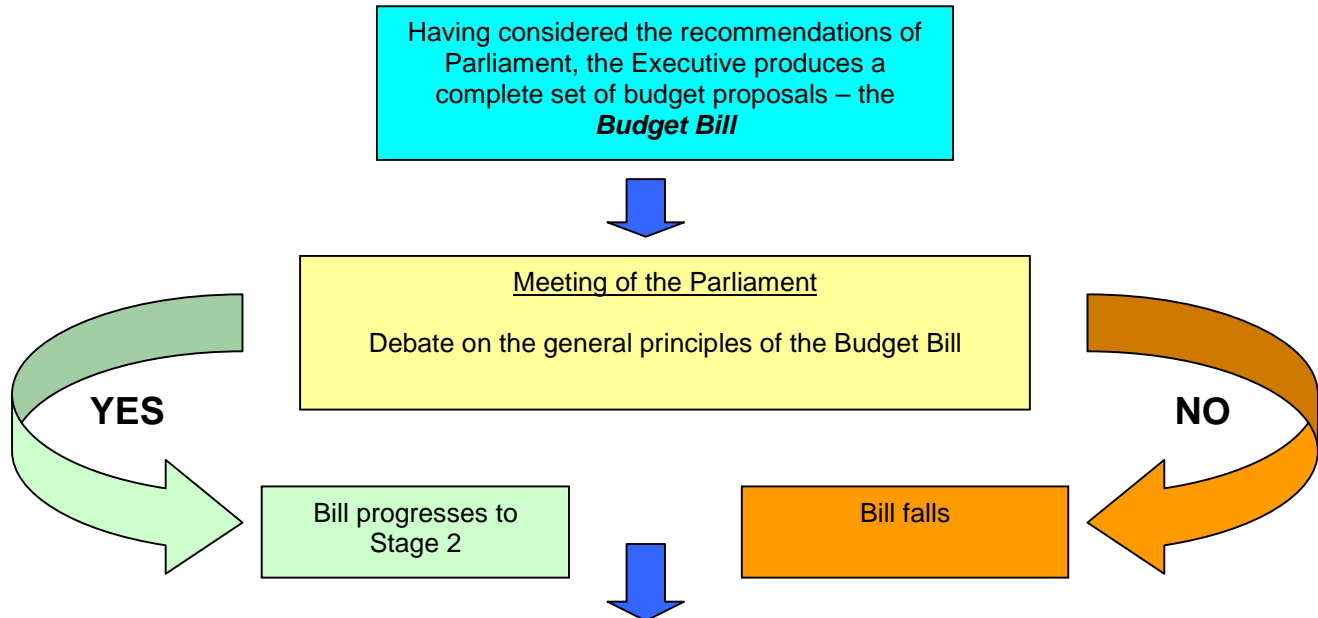 Having considered the recommendations of
Parliament, the Executive produces a
complete set of budget proposals – the
Budget Bill
Meeting of the Parliament
Debate on the general principles of the Budget Bill
YES
NO
Bill progresses to
Stage 2
Bill falls